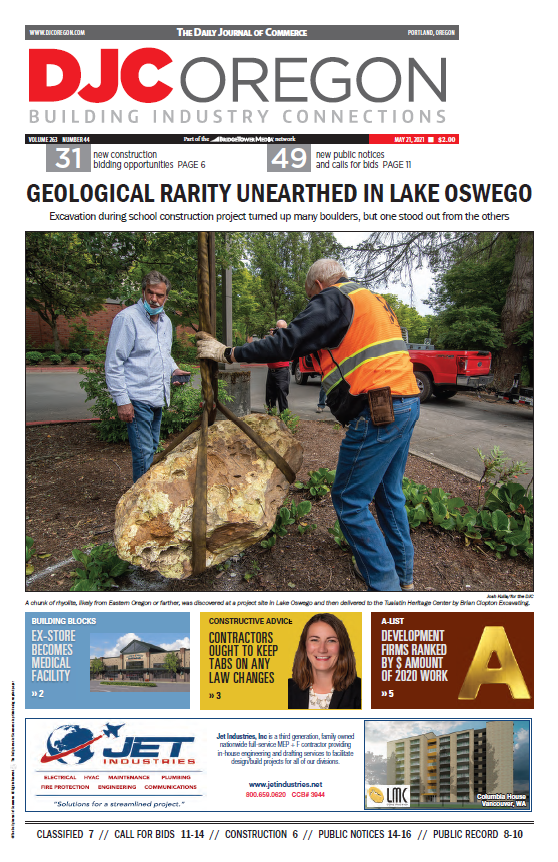 WWW.DJCOREGON.COM
THE DAILY JOURNAL OF COMMERCE
PORTLAND, OREGON
DJC OREGON
BUILDING INDUSTRY CONNECTIONS
VOLUME 263 NUMBER 44
Part of the BRIDGETOWER MEDIA network
MAY 21, 2021 $2.00
31
new construction
bidding opportunities PAGE 6
49
new public notices
and calls for bids PAGE 11
GEOLOGICAL RARITY UNEARTHED IN LAKE OSWEGO
Excavation during school construction project turned up many boulders, but one stood out from the others
Josh Kulla/for the DJC
A chunk of rhyolite, likely from Eastern Oregon or farther, was discovered at a project site in Lake Oswego and then delivered to the Tualatin Heritage Center by Brian Clopton Excavating.
BUILDING BLOCKS
EX-STORE
BECOMES
MEDICAL
FACILITY
›› 2
CONSTRUCTIVE ADVICE
CONTRACTORS
OUGHT TO KEEP
TABS ON ANY
LAW CHANGES
›› 3
A-LIST
DEVELOPMENT
FIRMS RANKED
BY $ AMOUNT
OF 2020 WORK
›› 5
A
JET
INDUSTRIES
ELECTRICAL HVAC MAINTENANCE PLUMBING
FIRE PROTECTION ENGINEERING COMMUNICATIONS
"Solutions for a streamlined project."
Jet Industries, Inc is a third generation, family owned
nationwide full-service MEP + F contractor providing
in-house engineering and drafting services to facilitate
design/build projects for all of our divisions.
www.jetindustries.net
800.659.0620 CCB# 3944
LMC
Columbia House
Vancouver, WA
CLASSIFIED 7 // CALL FOR BIDS 11-14 // CONSTRUCTION 6 // PUBLIC NOTICES 14-16 // PUBLIC RECORD 8-10